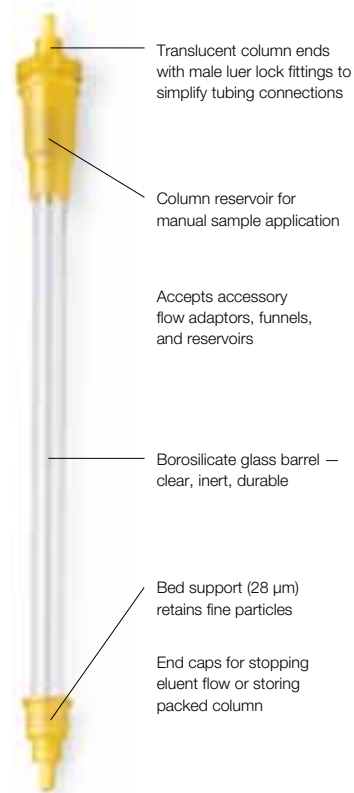 Translucent column ends
with male luer lock fittings to
simplify tubing connections
Column reservoir for
manual sample application
Accepts accessory
flow adaptors, funnels,
and reservoirs
Borosilicate glass barrel —
clear, inert, durable
Bed support (28 µm)
retains fine particles
End caps for stopping
eluent flow or storing
packed column